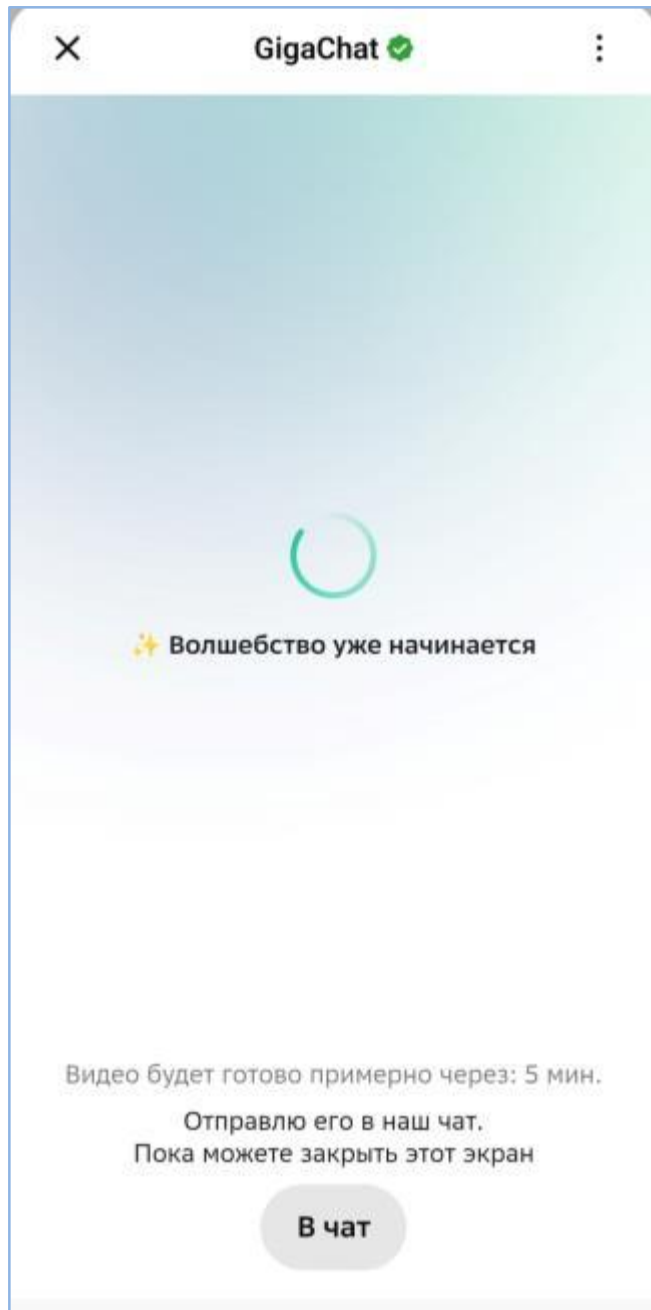 GigaChat
Волшебство уже начинается
Видео будет готово примерно через: 5 мин.
Отправлю его в наш чат.
Пока можете закрыть этот экран
В чат